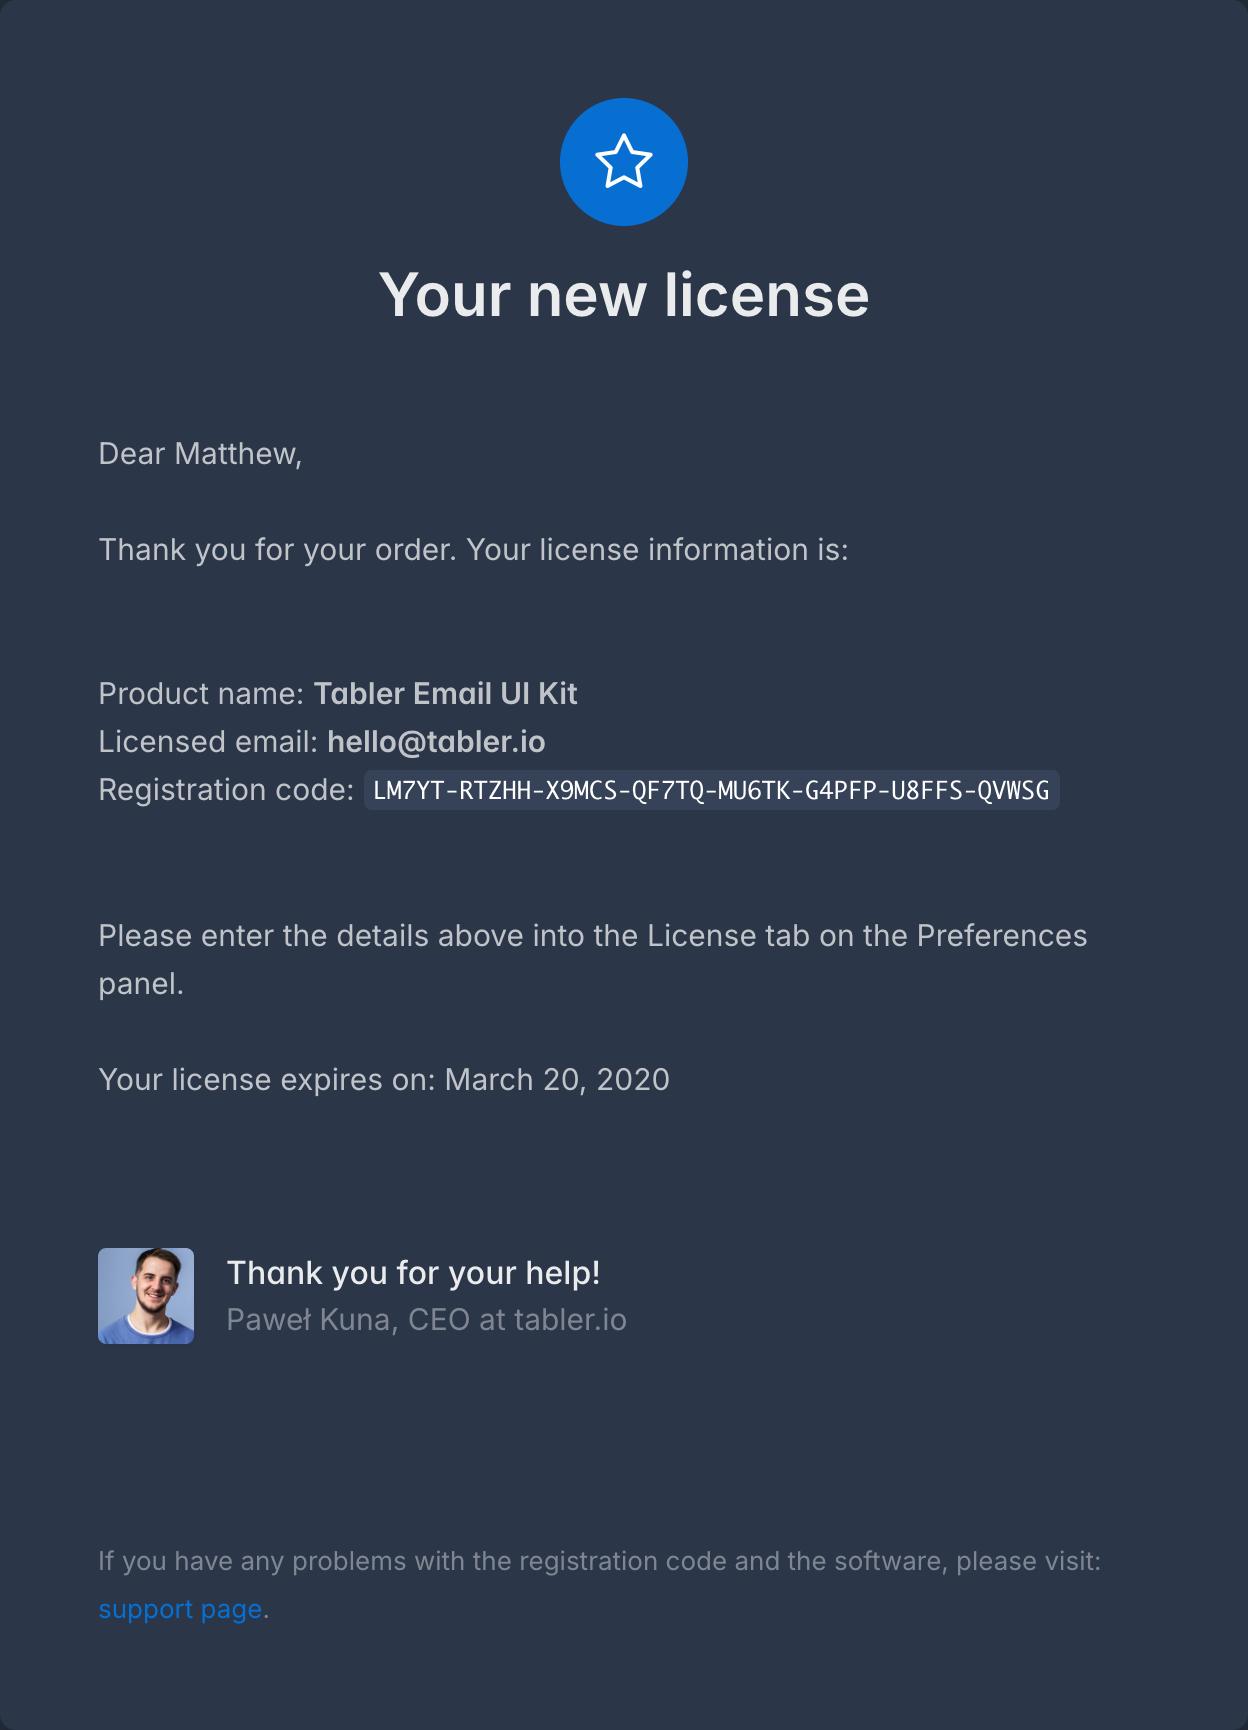 Your new license
Dear Matthew,
Thank you for your order. Your license information is:
Product name: Tabler Email UI Kit
Licensed email: hello@tabler.io
Registration code: LM7YT-RTZHH-X9MCS-QF7TQ-MU6TK-G4PFP-U8FFS-QVWSG
Please enter the details above into the License tab on the Preferences
panel.
Your license expires on: March 20, 2020
Thank you for your help!
Paweł Kuna, CEO at tabler.io
If you have any problems with the registration code and the software, please visit:
support page.